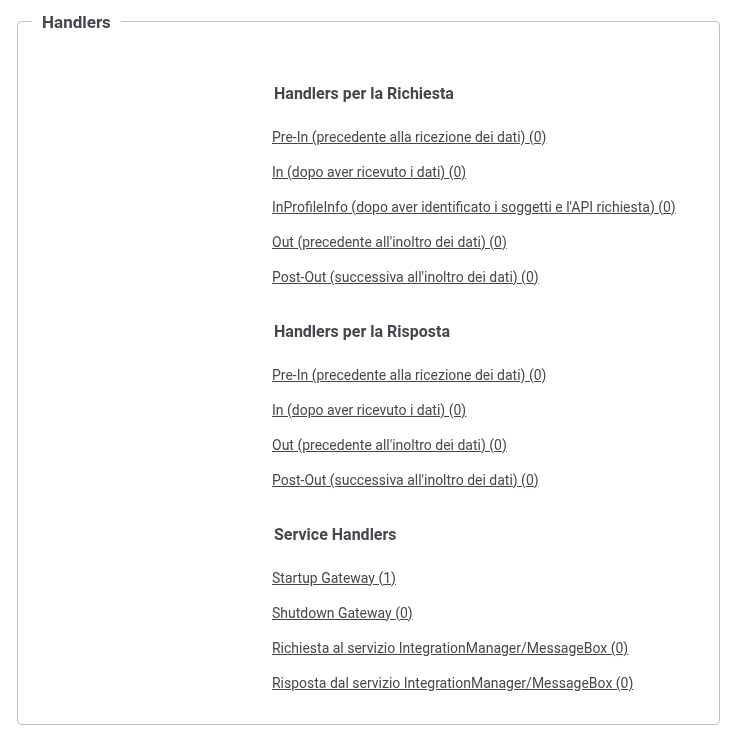 Handlers
Handlers per la Richiesta
Pre-In (precedente alla ricezione dei dati) (0)
In (dopo aver ricevuto i dati) (0)
InProfileInfo (dopo aver identificato i soggetti e l'API richiesta) (0)
Out (precedente all'inoltro dei dati) (0)
Post-Out (successiva all'inoltro dei dati) (0)
Handlers per la Risposta
Pre-In (precedente alla ricezione dei dati) (0)
In (dopo aver ricevuto i dati) (0)
Out (precedente all'inoltro dei dati) (0)
Post-Out (successiva all'inoltro dei dati) (0)
Service Handlers
Startup Gateway (1)
Shutdown Gateway (0)
Richiesta al servizio IntegrationManager/MessageBox (0)
Risposta dal servizio IntegrationManager/MessageBox (0)